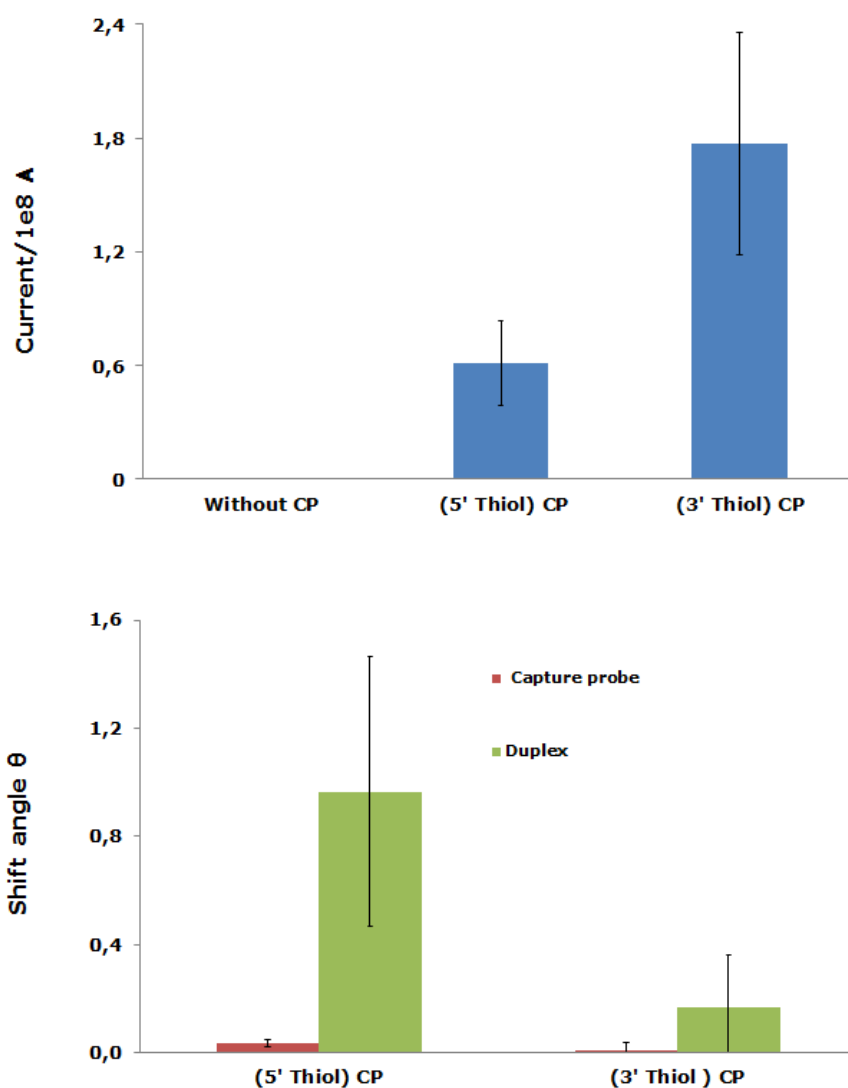 2,4
1,8
1,2
0,6
0
Current/1e8 A
Without CP
(5' Thiol) CP
(3' Thiol) CP
1,6
1,2
0,8
0,4
0,0
Shift angle θ
Capture probe
Duplex
(5' Thiol) CP
(3' Thiol ) CP